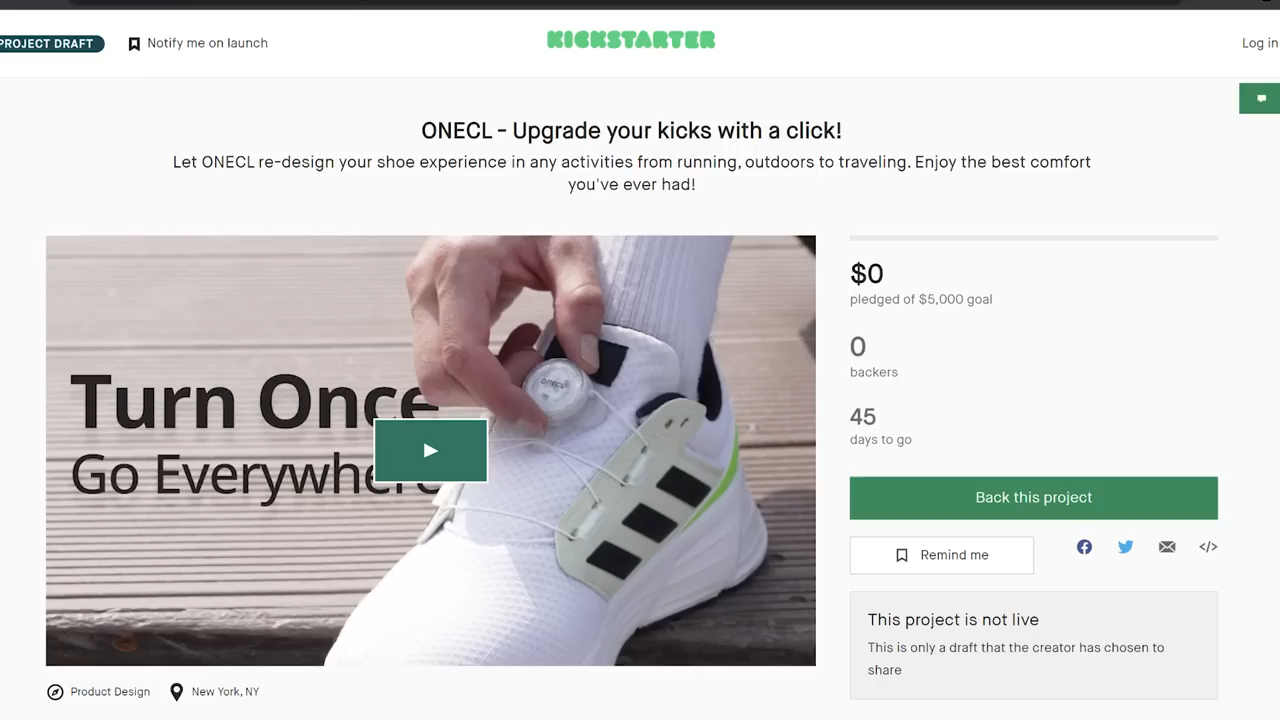 PROJECT DRAFT
Notify me on launch
KICKSTARTER
Log in
ONECL - Upgrade your kicks with a click!
Let ONECL re-design your shoe experience in any activities from running, outdoors to traveling. Enjoy the best comfort
you've ever had!
Turn Once
Go Everywhere
ONECL
$0
pledged of $5,000 goal
0
backers
45
days to go
Back this project
Remind me
This project is not live
This is only a draft that the creator has chosen to
share
Product Design
New York, NY